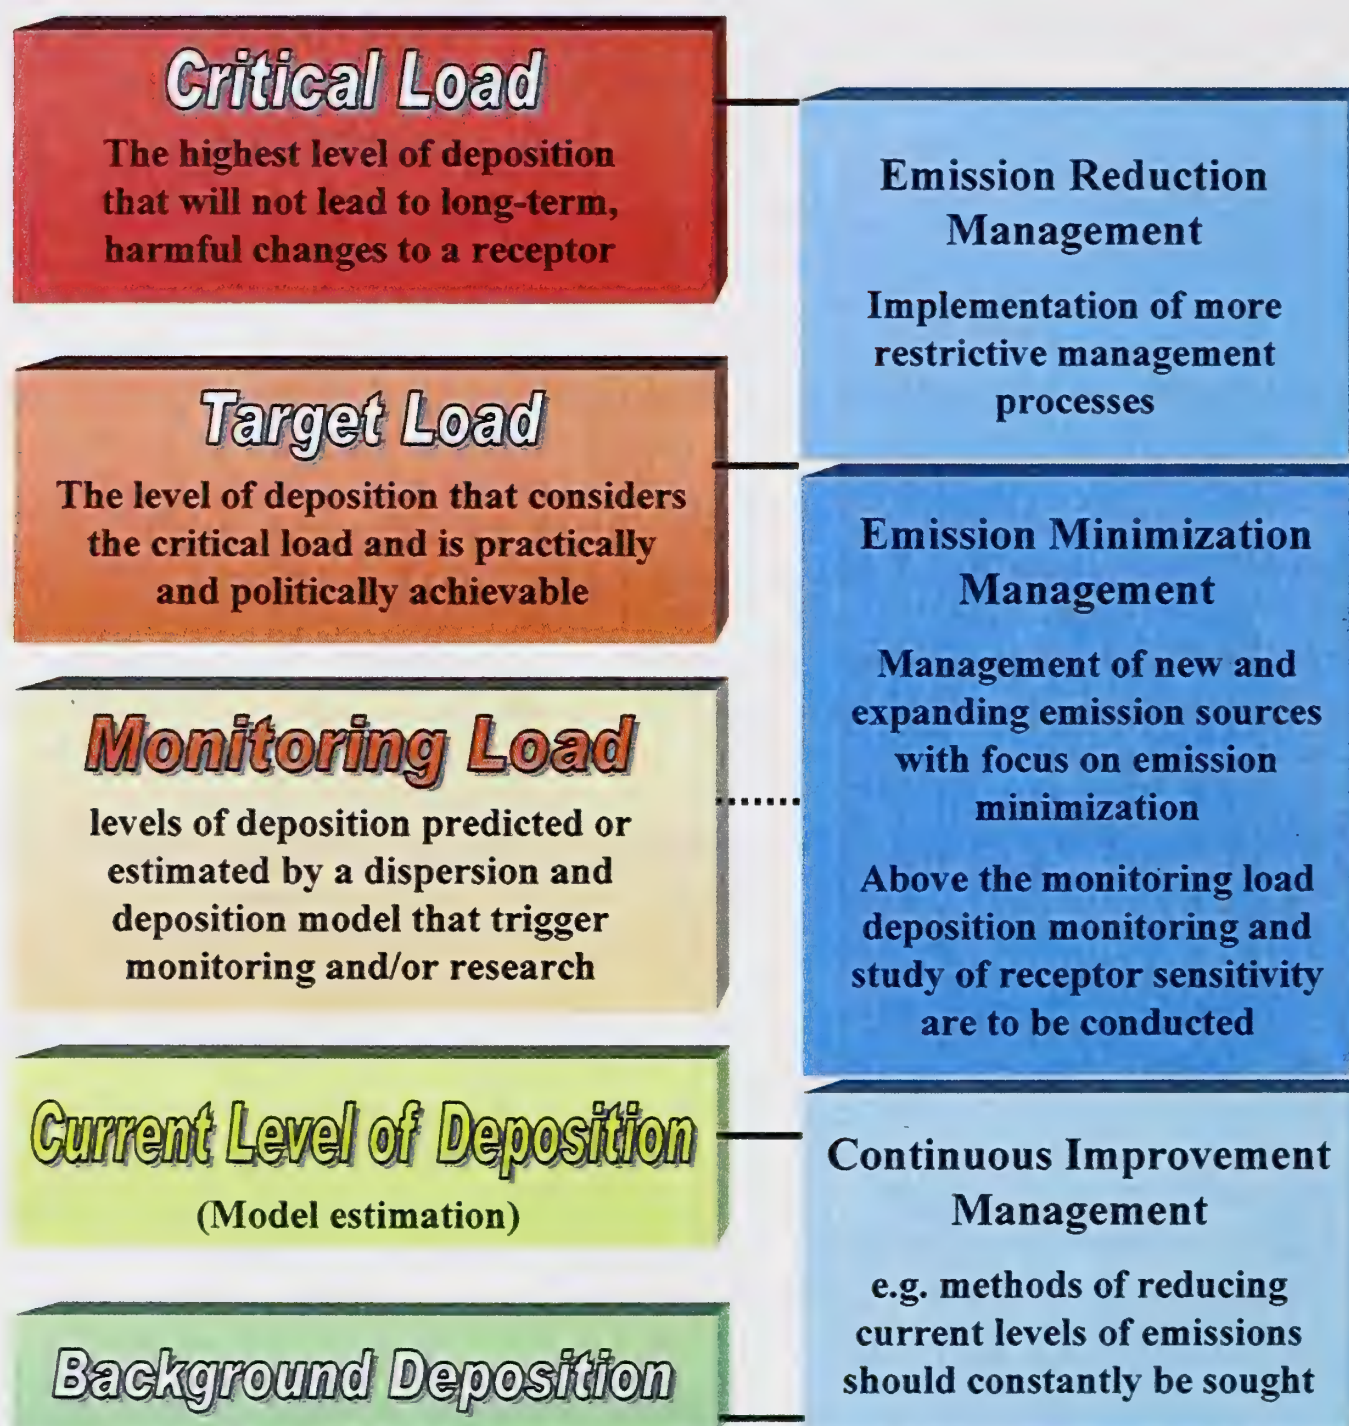 Critical Load
The highest level of deposition
that will not lead to long-term,
harmful changes to a receptor
Target Load
The level of deposition that considers
the critical load and is practically
and politically achievable
Monitoring Load
levels of deposition predicted or
estimated by a dispersion and
deposition model that trigger
monitoring and/or research
Current Level of Deposition
(Model estimation)
Background Deposition
Emission Reduction
Management
Implementation of more
restrictive management
processes
Emission Minimization
Management
Management of new and
expanding emission sources
with focus on emission
minimization
Above the monitoring load
deposition monitoring and
study of receptor sensitivity
are to be conducted
Continuous Improvement
Management
e.g. methods of reducing
current levels of emissions
should constantly be sought